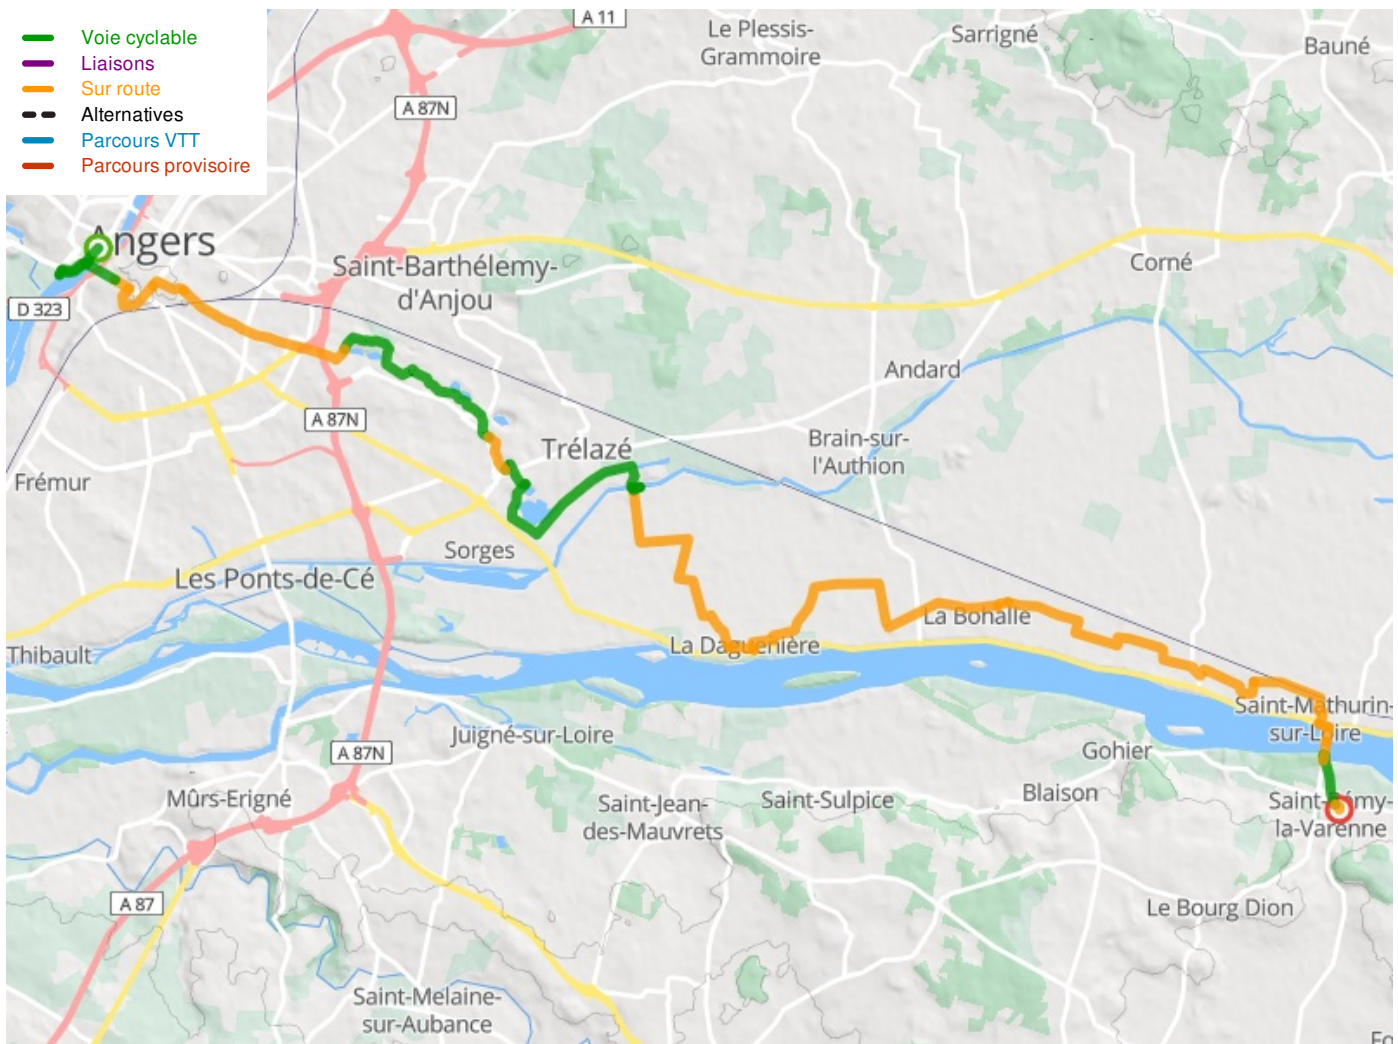 Voie cyclable
Liaisons
Sur route
Alternatives
Parcours VTT
Parcours provisoire
A 11
Le Plessis-
Grammoire
Sarrigné
Bauné
A 87N
Angers
Saint-Barthélemy-
d'Anjou
Corné
D 323
Andard
A 87N
Brain-sur-
l'Authion
Trélazé
Frémur
Sorges
Les Ponts-de-Cé
La Bohalle
La Daguenière
Thibault
Saint-Mathurin-
sur-Loire
Juigné-sur-Loire
Gohier
A 87N
Mûrs-Erigné
Saint-Jean-
des-Mauvrets
Saint-Sulpice
Blaison
Saint-Rémy-
la-Varenne
A 87
Le Bourg Dion
Saint-Melaine-
sur-Aubance